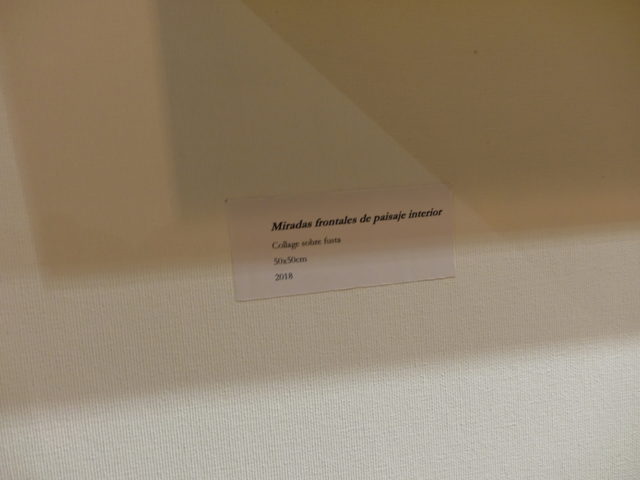 Miradas frontales de paisaje interior
Collage sobre fusta
50x50cm
2018